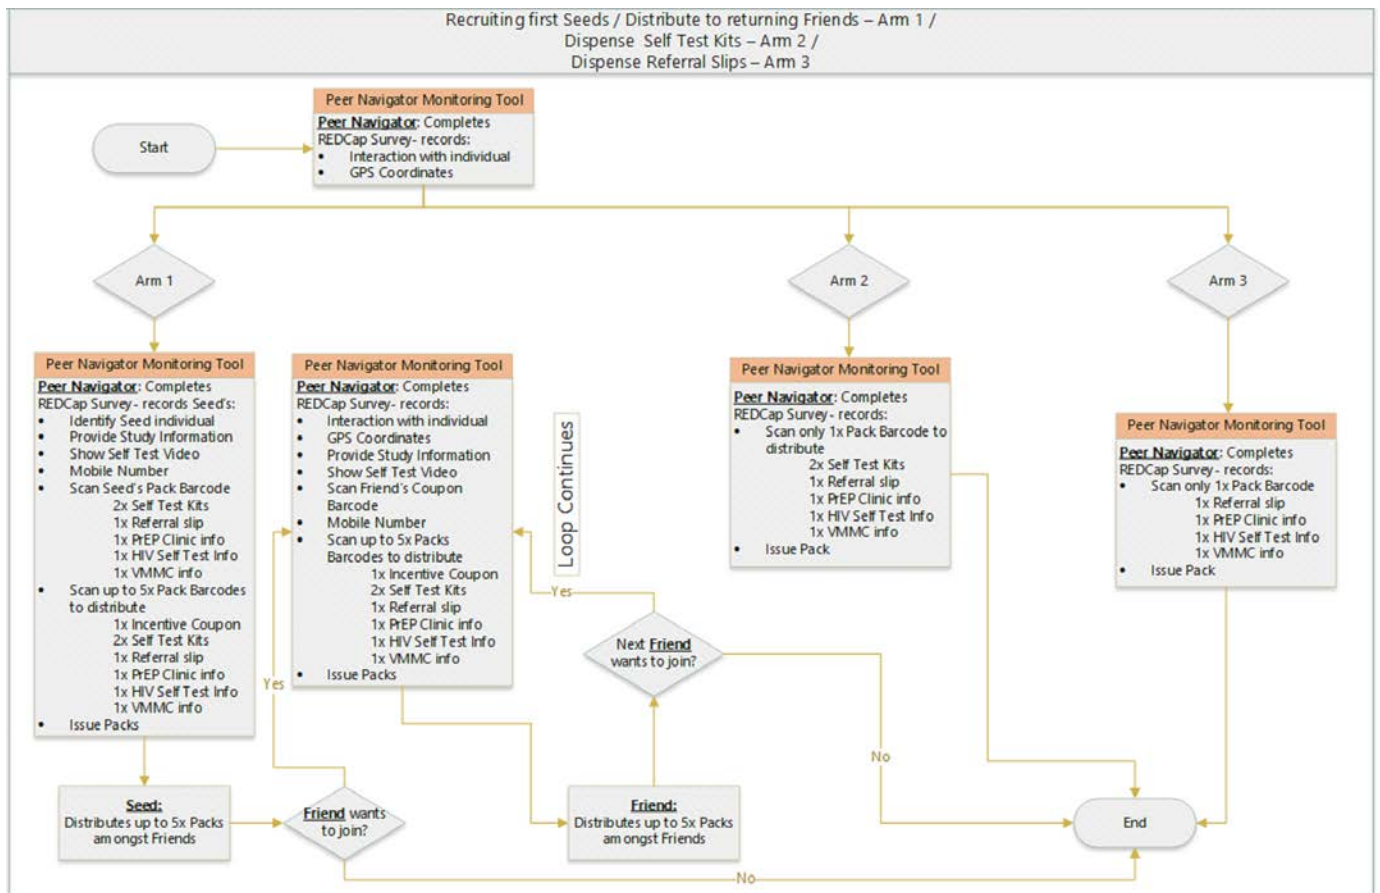 Recruiting first Seeds / Distribute to returning Friends – Arm 1 /
Dispense Self Test Kits – Arm 2 /
Dispense Referral Slips – Arm 3
Start
Peer Navigator Monitoring Tool
Peer Navigator: Completes
REDCap Survey- records:
• Interaction with individual
• GPS Coordinates
Arm 1
Arm 2
Arm 3
Peer Navigator Monitoring Tool
Peer Navigator: Completes
REDCap Survey- records Seed's:
• Identify Seed individual
• Provide Study Information
• Show Self Test Video
• Mobile Number
• Scan Seed's Pack Barcode
2x Self Test Kits
1x Referral slip
1x PrEP Clinic info
1x HIV Self Test Info
1x VMMC info
• Scan up to 5x Pack Barcodes
to distribute
1x Incentive Coupon
2x Self Test Kits
1x Referral slip
1x PrEP Clinic info
1x HIV Self Test Info
1x VMMC info
• Issue Packs
Peer Navigator Monitoring Tool
Peer Navigator: Completes
REDCap Survey- records:
• Interaction with individual
• GPS Coordinates
• Provide Study Information
• Show Self Test Video
• Scan Friend's Coupon
Barcode
• Mobile Number
• Scan up to 5x Packs
Barcodes to distribute
1x Incentive Coupon
2x Self Test Kits
1x Referral slip
1x PrEP Clinic info
1x HIV Self Test Info
1x VMMC info
• Issue Packs
Loop Continues
Peer Navigator Monitoring Tool
Peer Navigator: Completes
REDCap Survey- records:
• Scan only 1x Pack Barcode to
distribute
2x Self Test Kits
1x Referral slip
1x PrEP Clinic info
1x HIV Self Test Info
1x VMMC info
• Issue Pack
Peer Navigator Monitoring Tool
Peer Navigator: Completes
REDCap Survey- records:
• Scan only 1x Pack Barcode
1x Referral slip
1x PrEP Clinic info
1x HIV Self Test Info
1x VMMC info
• Issue Pack
Yes
Yes
Next Friend
wants to join?
No
Seed:
Distributes up to 5x Packs
amongst Friends
Friend wants
to join?
Friend:
Distributes up to 5x Packs
amongst Friends
End
No